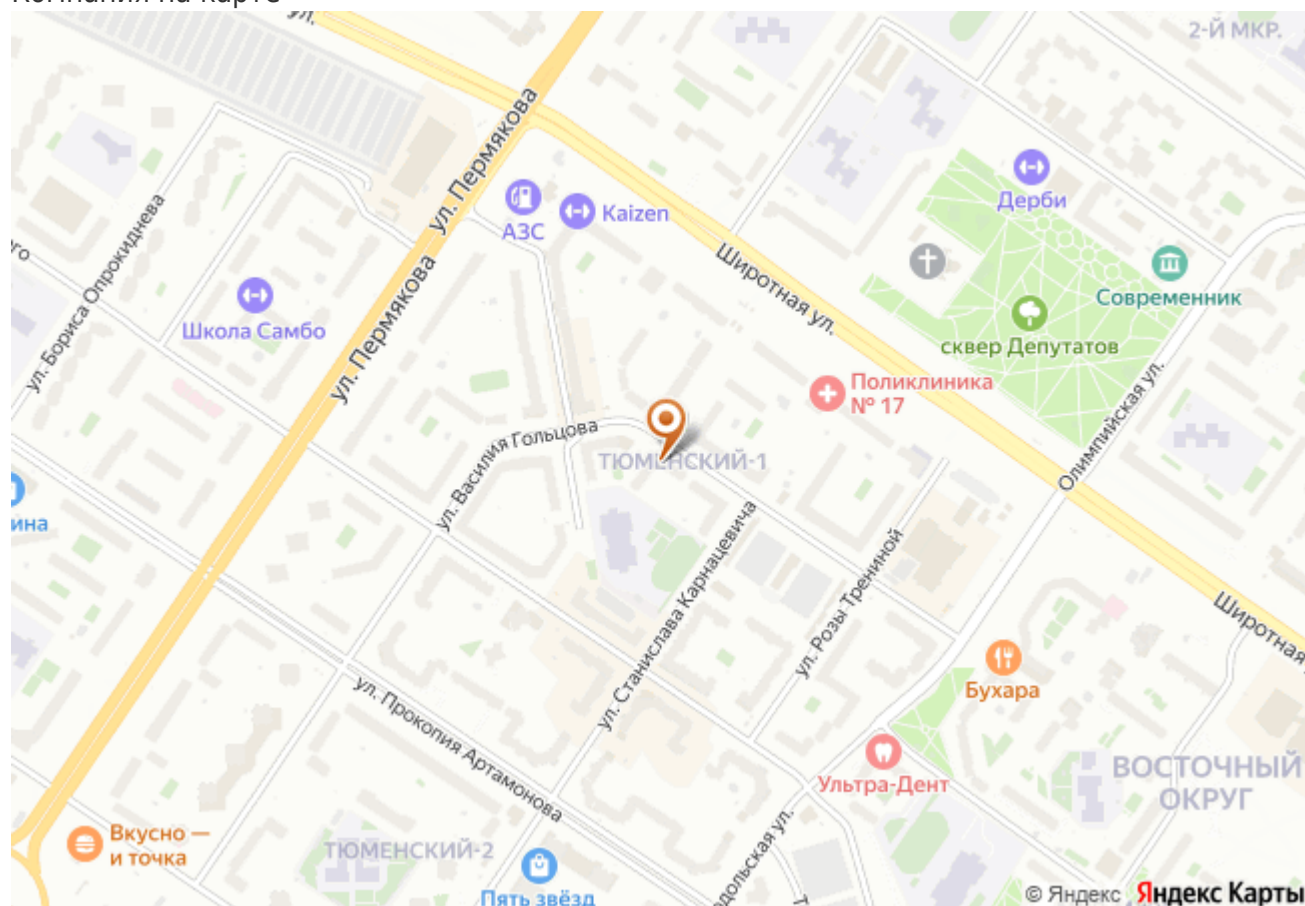 2-Й МКР.
ул. Пермякова
АЗС
Kaizen
Дерби
Современник
сквер Депутатов
Широтная ул.
ул. Бориса Опрокиднева
Школа Самбо
ул. Пермякова
ул. Пермякова
Поликлиника
№ 17
Олимпийская ул.
ул. Василия Гольцова
ТЮМЕНСКИЙ-1
ина
ул. Станислава Карнацевича
ул. Розы Трениной
Широтная
Бухара
ул. Прокопия Артамонова
Ультра-Дент
ВОСТОЧНЫЙ
ОКРУГ
Вкусно —
и точка
ТЮМЕНСКИЙ-2
Пять звёзд
© Яндекс Яндекс Карты